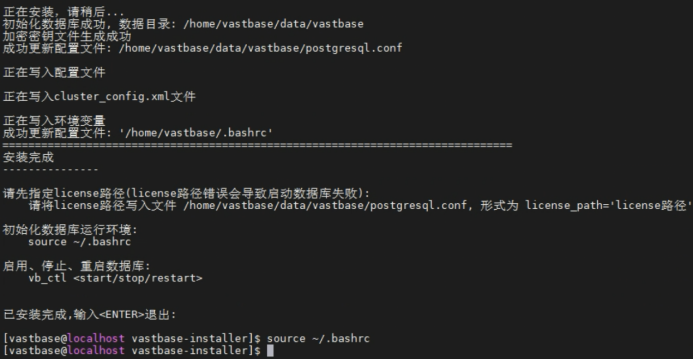 正在安装, 请稍后...
初始化数据库成功, 数据目录: /home/vastbase/data/vastbase
加密密钥文件生成成功
成功更新配置文件: /home/vastbase/data/vastbase/postgresql.conf
正在写入配置文件
正在写入cluster_config.xml文件
正在写入环境变量
成功更新配置文件: '/home/vastbase/.bashrc'
===============================================================================
安装完成
---------------
请先指定license路径(license路径错误会导致启动数据库失败):
请将license路径写入文件 /home/vastbase/data/vastbase/postgresql.conf, 形式为 license_path='license路径'
初始化数据库运行环境:
source ~/.bashrc
启用、停止、重启数据库:
vb_ctl <start/stop/restart>
已安装完成,输入<ENTER>退出:
[vastbase@localhost vastbase-installer]$ source ~/.bashrc
[vastbase@localhost vastbase-installer]$